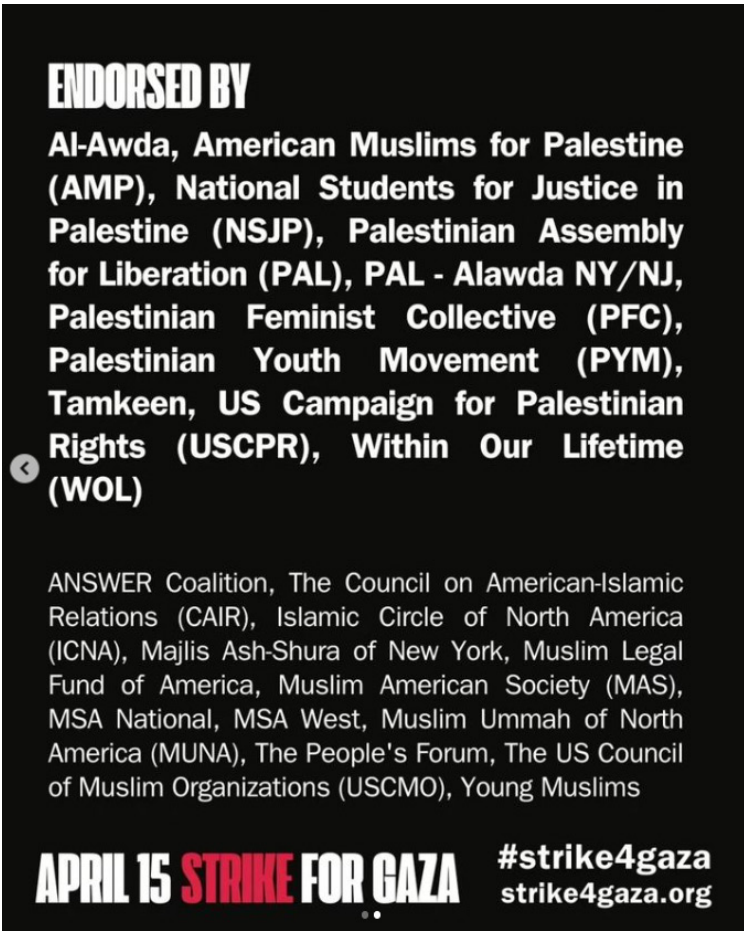 ENDORSED BY
Al-Awda, American Muslims for Palestine
(AMP), National Students for Justice in
Palestine (NSJP), Palestinian Assembly
for Liberation (PAL), PAL - Alawda NY/NJ,
Palestinian Feminist Collective (PFC),
Palestinian Youth Movement (PYM),
Tamkeen, US Campaign for Palestinian
Rights (USCPR), Within Our Lifetime
(WOL)
ANSWER Coalition, The Council on American-Islamic
Relations (CAIR), Islamic Circle of North America
(ICNA), Majlis Ash-Shura of New York, Muslim Legal
Fund of America, Muslim American Society (MAS),
MSA National, MSA West, Muslim Ummah of North
America (MUNA), The People's Forum, The US Council
of Muslim Organizations (USCMO), Young Muslims
APRIL 15 STRIKE FOR GAZA
#strike4gaza
strike4gaza.org